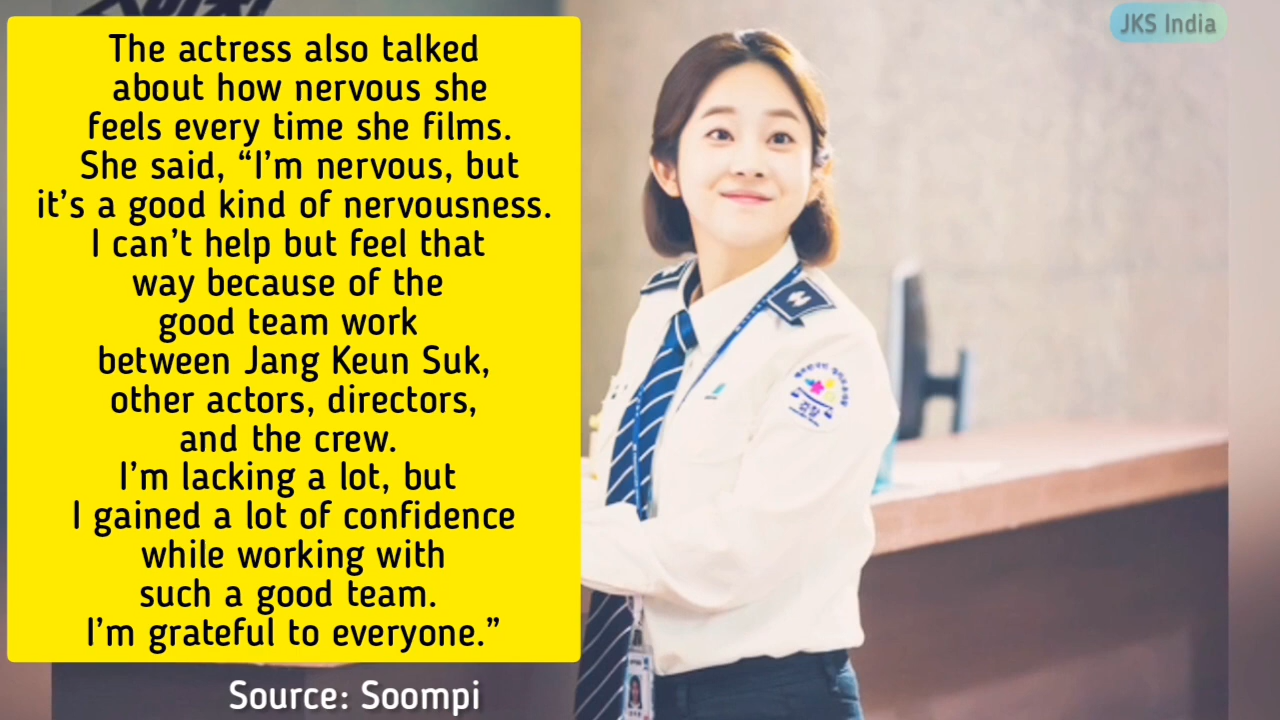 JKS India
The actress also talked
about how nervous she
feels every time she films.
She said, “I’m nervous, but
it’s a good kind of nervousness.
I can’t help but feel that
way because of the
good team work
between Jang Keun Suk,
other actors, directors,
and the crew.
I’m lacking a lot, but
I gained a lot of confidence
while working with
such a good team.
I’m grateful to everyone.”
Source: Soompi